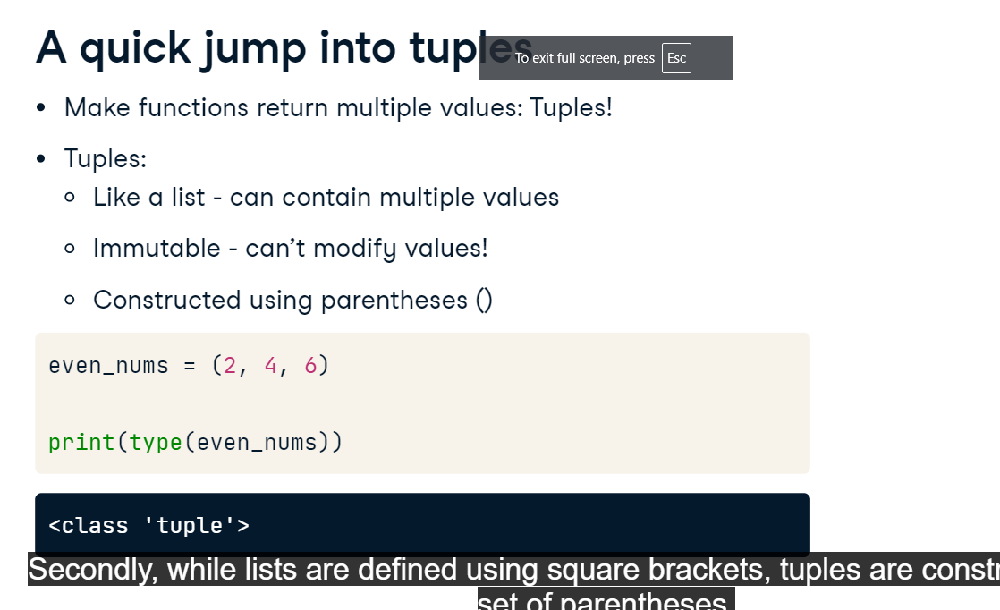 A quick jump into tuples
To exit full screen, press Esc
• Make functions return multiple values: Tuples!
• Tuples:
◦ Like a list - can contain multiple values
◦ Immutable - can’t modify values!
◦ Constructed using parentheses ()
even_nums = (2, 4, 6)
print(type(even_nums))
<class 'tuple'>
Secondly, while lists are defined using square brackets, tuples are
set of parentheses